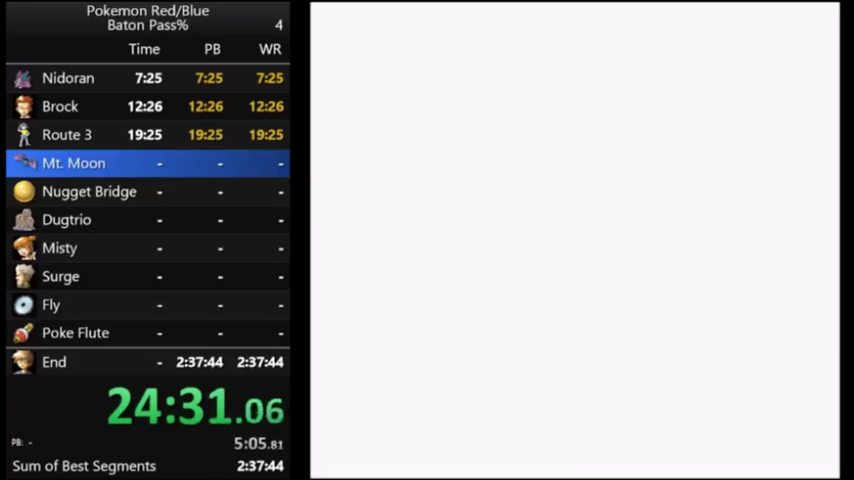 Pokemon Red/Blue
Baton Pass% 4
Time PB WR
Nidoran 7:25 7:25 7:25
Brock 12:26 12:26 12:26
Route 3 19:25 19:25 19:25
Mt. Moon - - -
Nugget Bridge - - -
Dugtrio - - -
Misty - - -
Surge - - -
Fly - - -
Poke Flute - - -
End - 2:37:44 2:37:44
24:31.06
PB: - 5:05.81
Sum of Best Segments 2:37:44